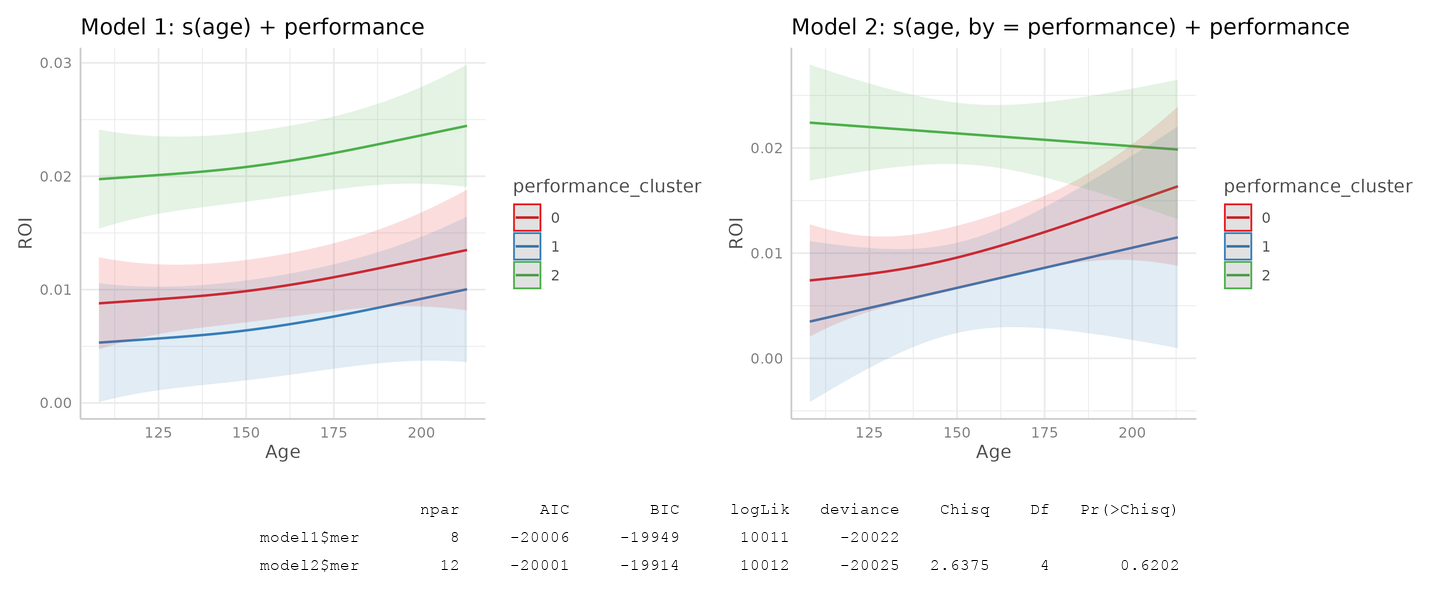 Model 1: s(age) + performance
0.03
0.02
0.01
0.00
ROI
125 150 175 200
Age
performance_cluster
0
1
2
Model 2: s(age, by = performance) + performance
0.02
0.01
0.00
ROI
125 150 175 200
Age
performance_cluster
0
1
2
npar AIC BIC logLik deviance Chisq Df Pr(>Chisq)
model1$mer 8 -20006 -19949 10011 -20022
model2$mer 12 -20001 -19914 10012 -20025 2.6375 4 0.6202